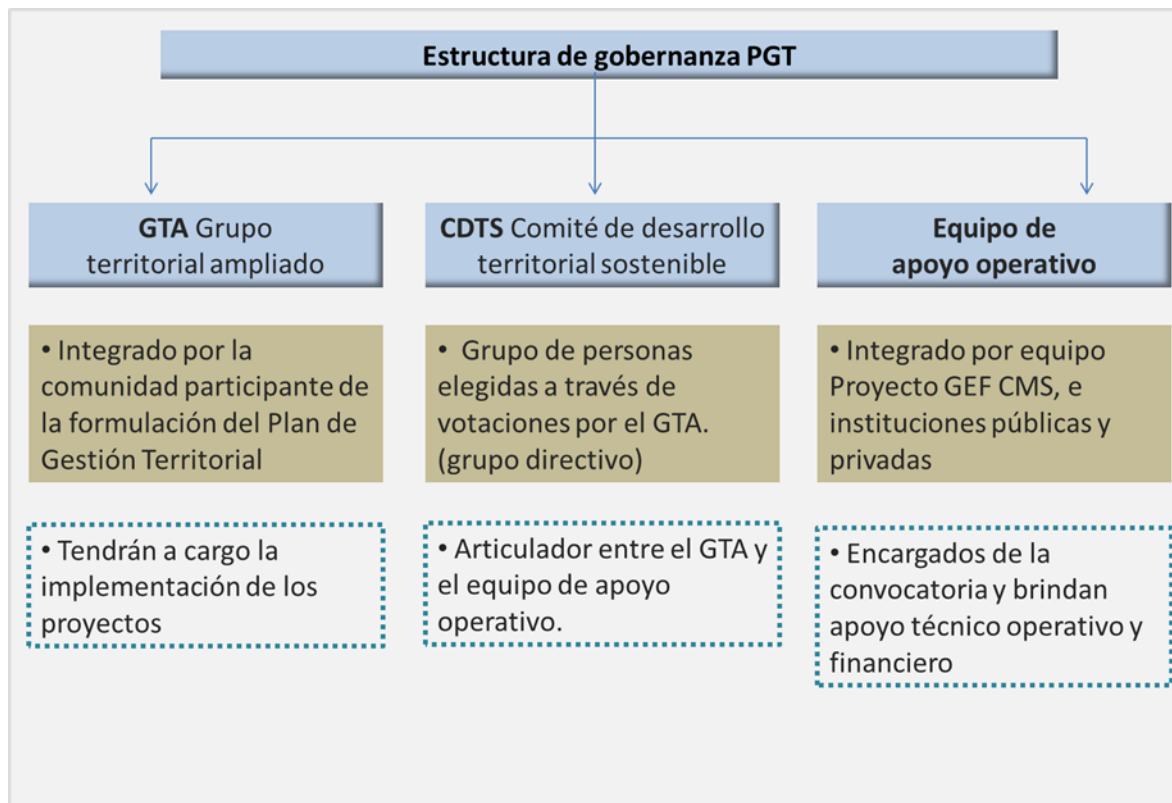 Estructura de gobernanza PGT
GTA Grupo
territorial ampliado
CDTS Comité de desarrollo
territorial sostenible
Equipo de
apoyo operativo
• Integrado por la
comunidad participante de
la formulación del Plan de
Gestión Territorial
• Grupo de personas
elegidas a través de
votaciones por el GTA.
(grupo directivo)
• Integrado por equipo
Proyecto GEF CMS, e
instituciones públicas y
privadas
• Tendrán a cargo la
implementación de los
proyectos
• Articulador entre el GTA y
el equipo de apoyo
operativo.
• Encargados de la
convocatoria y brindan
apoyo técnico operativo y
financiero